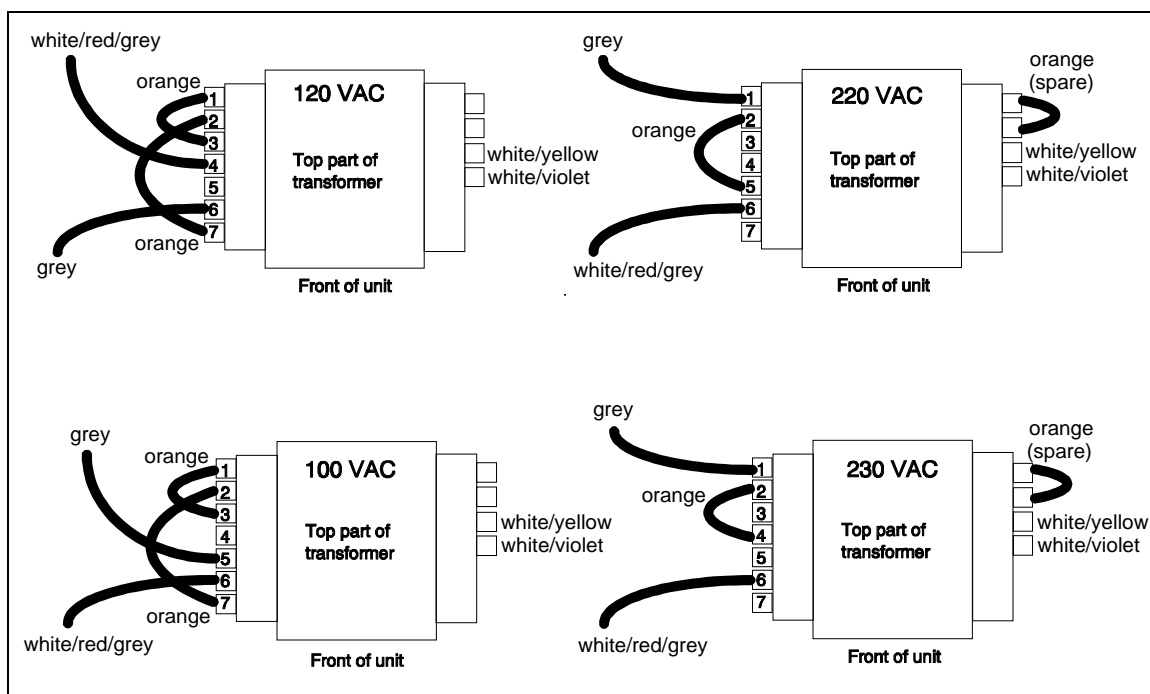 white/red/grey
orange
1
2
3
4
5
6
7
orange
grey
120 VAC
Top part of
transformer
white/yellow
white/violet
Front of unit
grey
orange
1
2
3
4
5
6
7
white/red/grey
220 VAC
Top part of
transformer
orange
(spare)
white/yellow
white/violet
Front of unit
grey
orange
1
2
3
4
5
6
7
orange
white/red/grey
100 VAC
Top part of
transformer
white/yellow
white/violet
Front of unit
grey
orange
1
2
3
4
5
6
7
white/red/grey
230 VAC
Top part of
transformer
orange
(spare)
white/yellow
white/violet
Front of unit